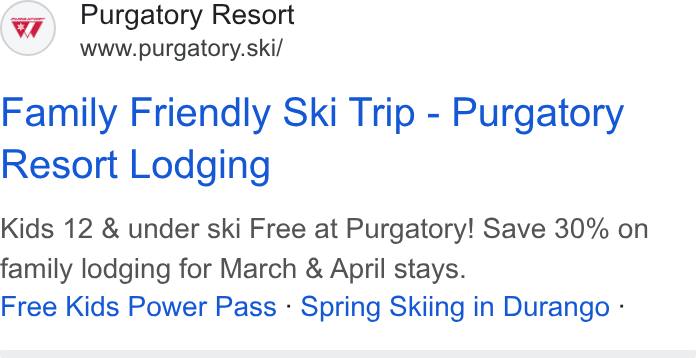 Purgatory Resort
www.purgatory.ski/
Family Friendly Ski Trip - Purgatory
Resort Lodging
Kids 12 & under ski Free at Purgatory! Save 30% on
family lodging for March & April stays.
Free Kids Power Pass · Spring Skiing in Durango ·